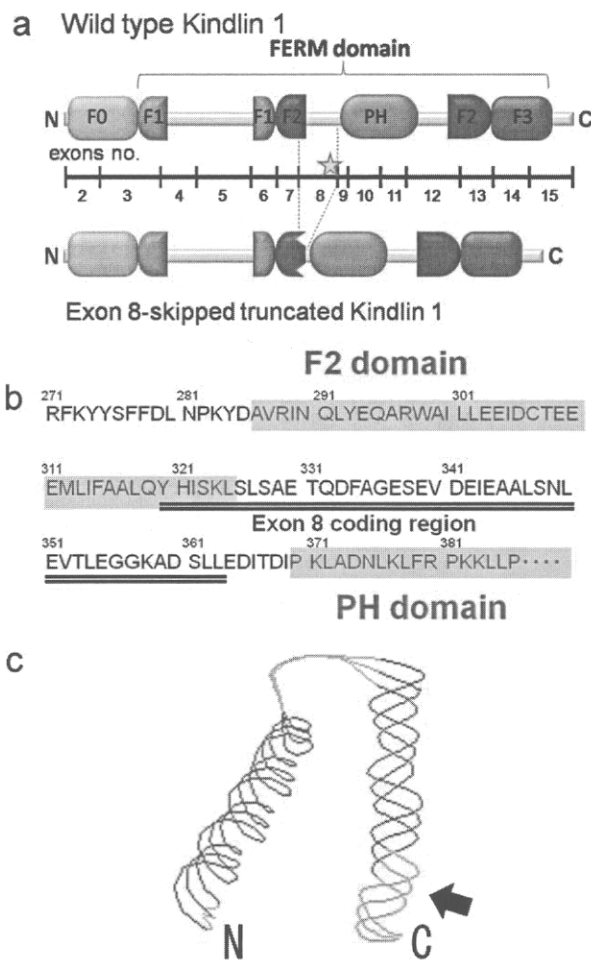 a Wild type Kindlin 1
FERM domain
N F0 F1 F1 F2 PH F2 F3 C
exons no.
2 3 4 5 6 7 8 9 10 11 12 13 14 15
N C
Exon 8-skipped truncated Kindlin 1
F2 domain
b
271 281 291 301
RFKYYSFFDL NPKYDAVRIN QLYEQARWAI LLEEIDCTEE
311 321 331 341
EMLIFAALQY HISKLSLSAE TQDFAGESEV DEIEAALSNL
Exon 8 coding region
351 361 371 381
EVTLEGGKAD SLLEDITDIP KLADNLKLFR PKKLLP····
PH domain
c
N C